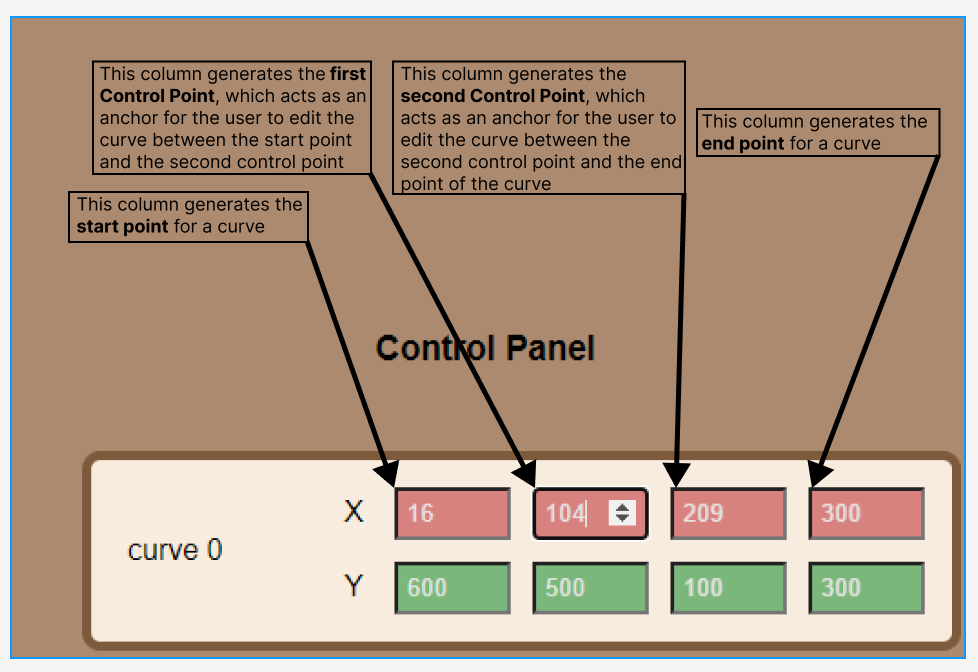 This column generates the first
Control Point, which acts as an
anchor for the user to edit the
curve between the start point
and the second control point
This column generates the
second Control Point, which
acts as an anchor for the user to
edit the curve between the
second control point and the end
point of the curve
This column generates the
end point for a curve
This column generates the
start point for a curve
Control Panel
curve 0
X 16 104 209 300
Y 600 500 100 300